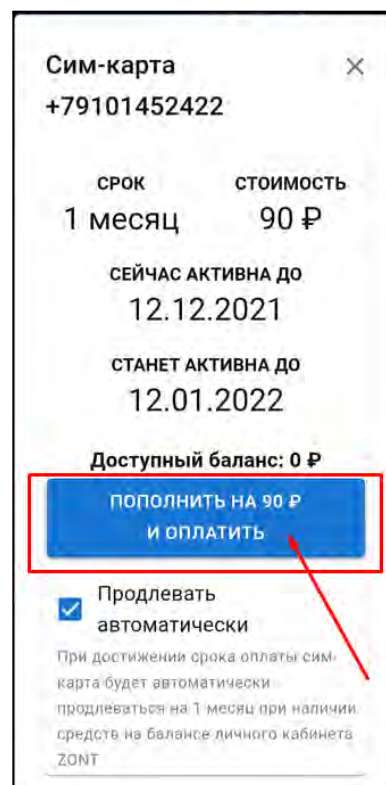 Сим-карта
+79101452422
СРОК СТОИМОСТЬ
1 месяц 90 ₽
СЕЙЧАС АКТИВНА ДО
12.12.2021
СТАНЕТ АКТИВНА ДО
12.01.2022
Доступный баланс: 0 ₽
ПОПОЛНИТЬ НА 90 ₽
И ОПЛАТИТЬ
Продлевать
автоматически
При достижении срока оплаты сим-
карта будет автоматически
продлеваться на 1 месяц при наличии
средств на балансе личного кабинета
ZONT